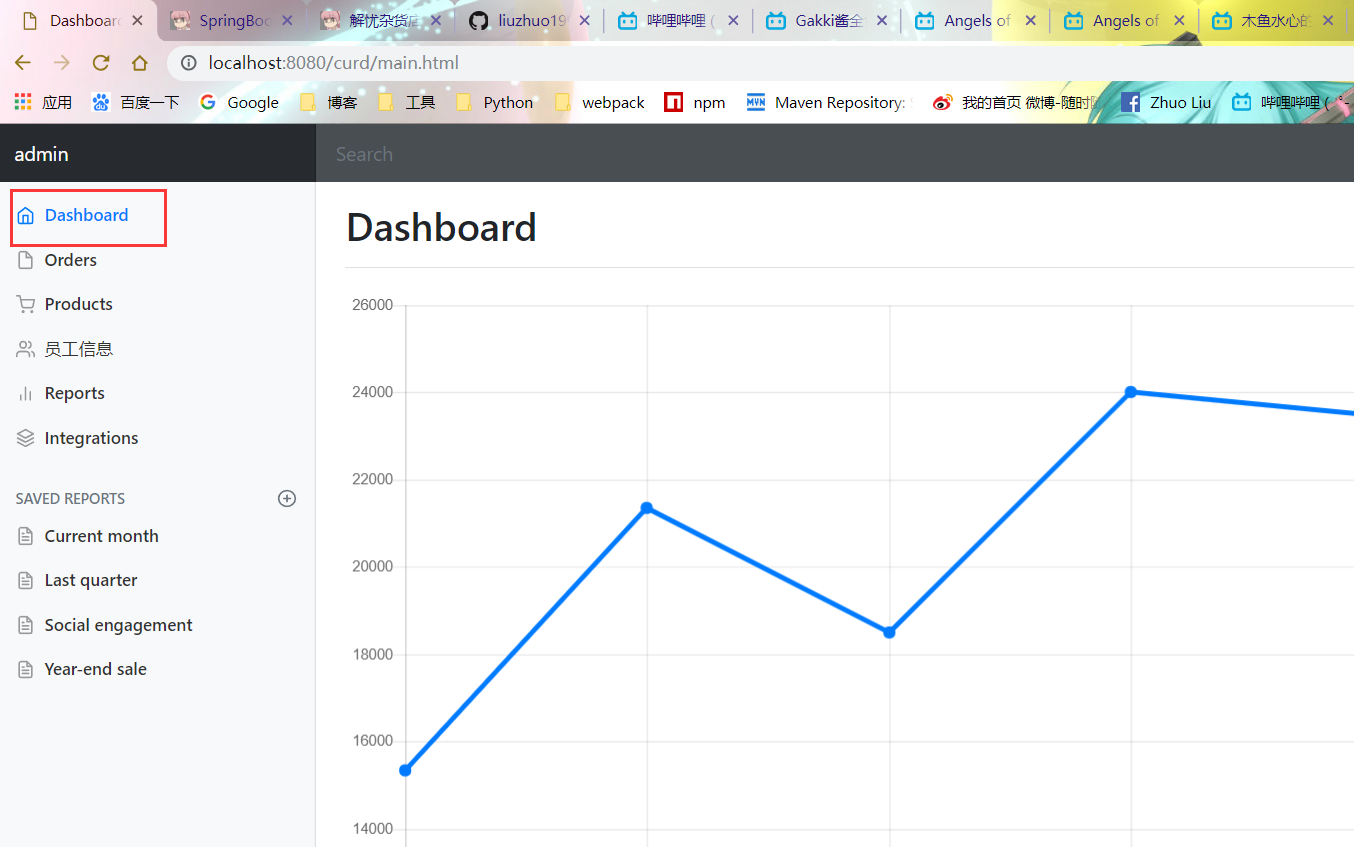 Dashboard SpringBoo 解忧杂货店 liuzhuo19 哔哩哔哩 ( Gakki酱全 Angels of Angels of 木鱼水心的
localhost:8080/curd/main.html
应用 百度一下 Google 博客 工具 Python webpack npm Maven Repository: 我的首页 微博-随时随 Zhuo Liu 哔哩哔哩 (
admin Search
Dashboard
Orders
Products
员工信息
Reports
Integrations
SAVED REPORTS
Current month
Last quarter
Social engagement
Year-end sale
Dashboard
26000
24000
22000
20000
18000
16000
14000